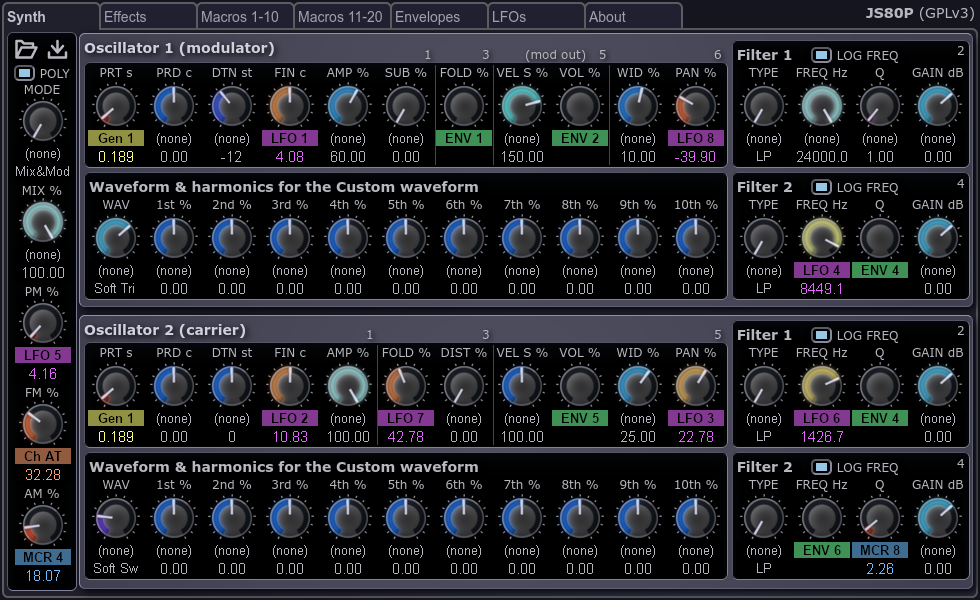 Synth Effects Macros 1-10 Macros 11-20 Envelopes LFOs About JS80P (GPLv3)
POLY
MODE
(none)
Mix&Mod
MIX %
(none)
100.00
PM %
LFO 5
4.16
FM %
Ch AT
32.28
AM %
MCR 4
18.07
Oscillator 1 (modulator) 1 3 (mod out) 5 6
PRT s PRD c DTN st FIN c AMP % SUB % FOLD % VEL S % VOL % WID % PAN %
Gen 1 (none) (none) LFO 1 (none) (none) ENV 1 (none) ENV 2 (none) LFO 8
0.189 0.00 -12 4.08 60.00 0.00 150.00 10.00 -39.90
Filter 1 LOG FREQ 2
TYPE FREQ Hz Q GAIN dB
(none) (none) (none) (none)
LP 24000.0 1.00 0.00
Waveform & harmonics for the Custom waveform
WAV 1st % 2nd % 3rd % 4th % 5th % 6th % 7th % 8th % 9th % 10th %
(none) (none) (none) (none) (none) (none) (none) (none) (none) (none) (none)
Soft Tri 0.00 0.00 0.00 0.00 0.00 0.00 0.00 0.00 0.00 0.00
Filter 2 LOG FREQ 4
TYPE FREQ Hz Q GAIN dB
(none) LFO 4 ENV 4 (none)
LP 8449.1 0.00
Oscillator 2 (carrier) 1 3 5
PRT s PRD c DTN st FIN c AMP % FOLD % DIST % VEL S % VOL % WID % PAN %
Gen 1 (none) (none) LFO 2 (none) LFO 7 (none) (none) ENV 5 (none) LFO 3
0.189 0.00 0 10.83 100.00 42.78 0.00 100.00 25.00 22.78
Filter 1 LOG FREQ 2
TYPE FREQ Hz Q GAIN dB
(none) LFO 6 ENV 4 (none)
LP 1426.7 0.00
Waveform & harmonics for the Custom waveform
WAV 1st % 2nd % 3rd % 4th % 5th % 6th % 7th % 8th % 9th % 10th %
(none) (none) (none) (none) (none) (none) (none) (none) (none) (none) (none)
Soft Sw 0.00 0.00 0.00 0.00 0.00 0.00 0.00 0.00 0.00 0.00
Filter 2 LOG FREQ 4
TYPE FREQ Hz Q GAIN dB
(none) ENV 6 MCR 8 (none)
LP 2.26 0.00